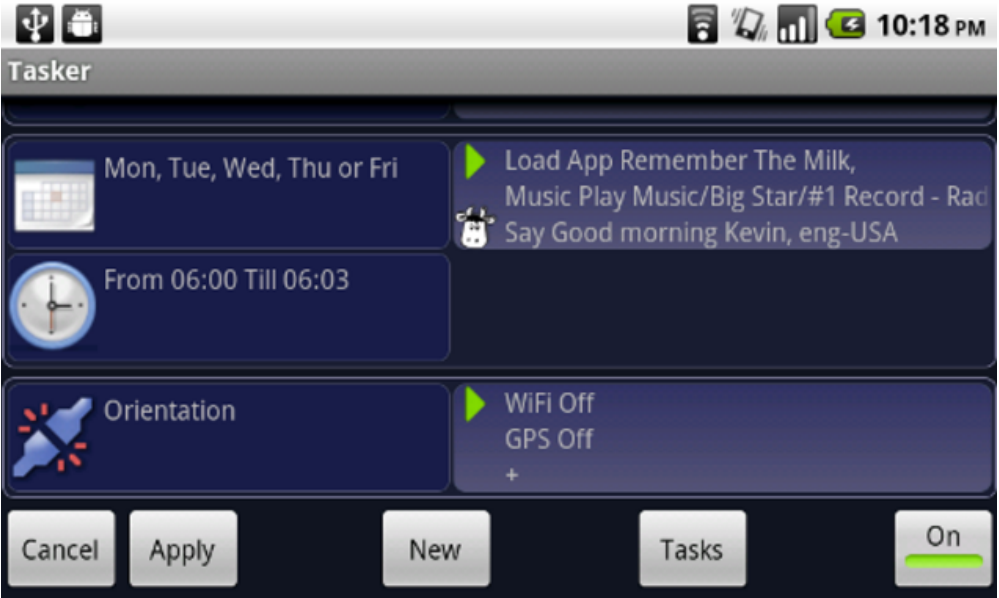 10:18 PM
Tasker
Mon, Tue, Wed, Thu or Fri
Load App Remember The Milk,
Music Play Music/Big Star/#1 Record - Rad
Say Good morning Kevin, eng-USA
From 06:00 Till 06:03
Orientation
WiFi Off
GPS Off
+
Cancel
Apply
New
Tasks
On